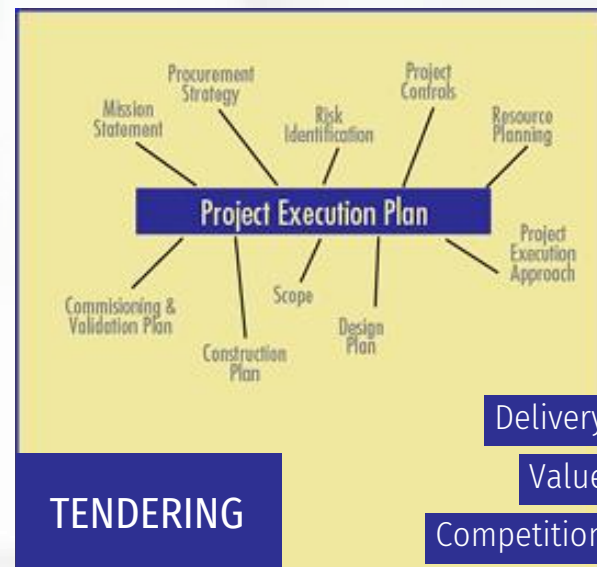 Procurement
Strategy
Project
Controls
Mission
Statement
Risk
Identification
Resource
Planning
Project Execution Plan
Project
Execution
Approach
Commisioning &
Validation Plan
Scope
Construction
Plan
Design
Plan
Delivery
Value
Competition
TENDERING